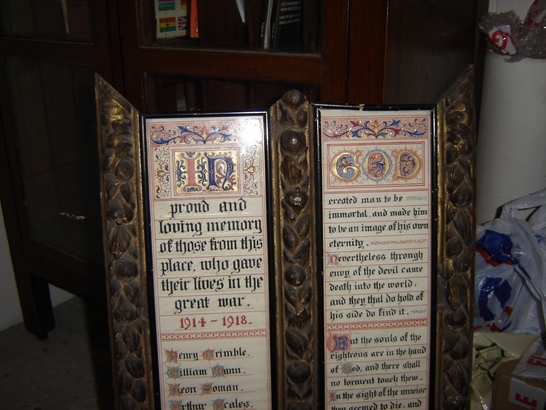 In
proud and
loving memory
of those from this
place, who gave
their lives in the
great war.
1914 - 1918.
Henry Trimble.
William Nunn.
Leon Soman.
Arthur Scales.
GOD
created man to be
immortal, and made him
to be an image of his own
eternity.
Nevertheless through
envy of the devil came
death into the world,
and they that do hold of
his side do find it.
But the souls of the
righteous are in the hand
of God, and there shall
no torment touch them.
In the sight of the unwise
they seemed to die, and